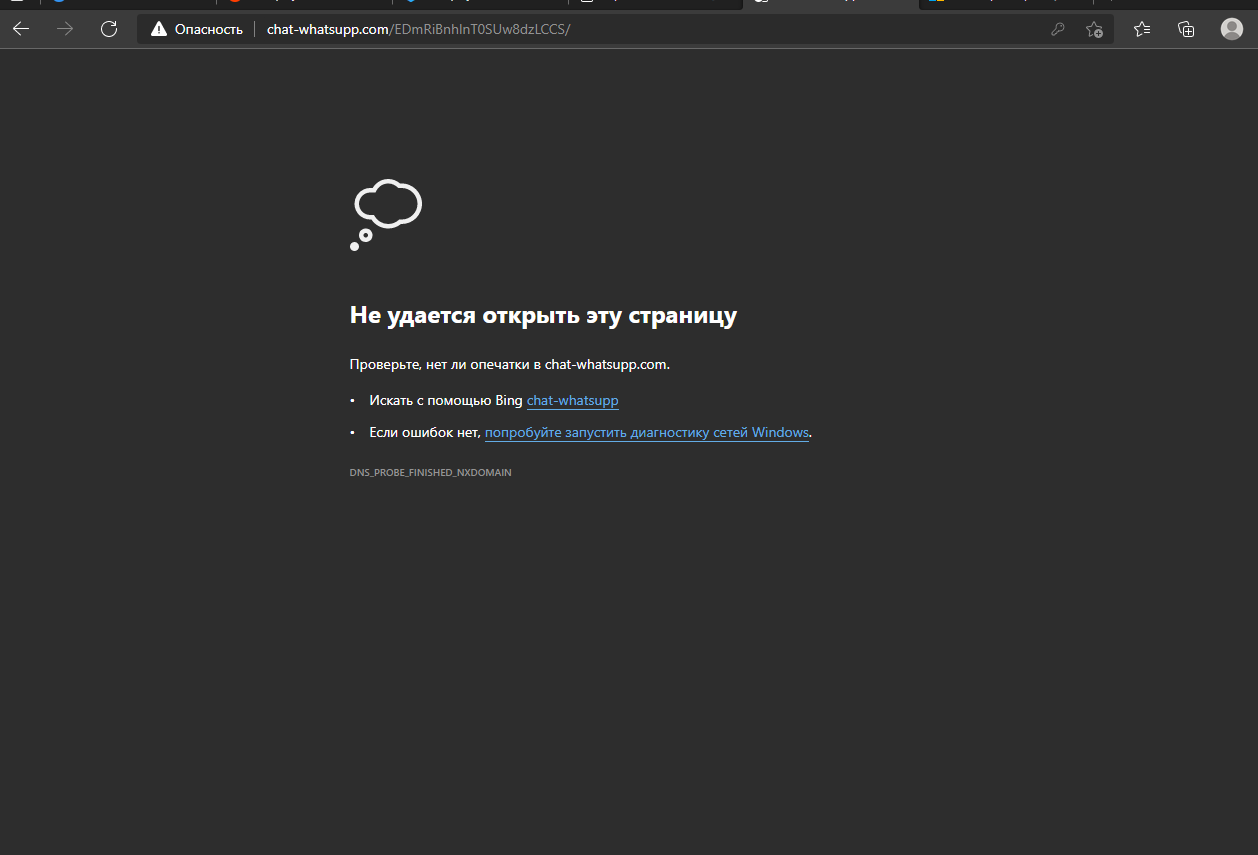 Опасность
chat-whatsupp.com/EDmRiBnhlnT0SUw8dzLCCS/
Не удается открыть эту страницу
Проверьте, нет ли опечатки в chat-whatsupp.com.
• Искать с помощью Bing chat-whatsupp
• Если ошибок нет, попробуйте запустить диагностику сетей Windows.
DNS_PROBE_FINISHED_NXDOMAIN